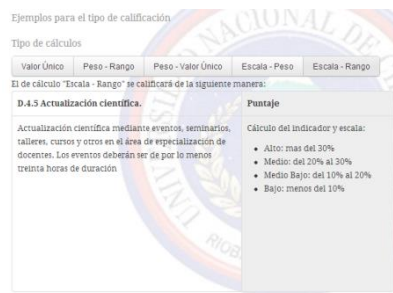 Ejemplos para el tipo de calificación
Tipo de cálculos
Valor Único Peso - Rango Peso - Valor Único Escala - Peso Escala - Rango
El de cálculo "Escala - Rango" se calificará de la siguiente manera:
D.4.5 Actualización científica.
Actualización científica mediante eventos, seminarios,
talleres, cursos y otros en el área de especialización de
docentes. Los eventos deberán ser de por lo menos
treinta horas de duración
Puntaje
Cálculo del indicador y escala:
• Alto: mas del 30%
• Medio: del 20% al 30%
• Medio Bajo: del 10% al 20%
• Bajo: menos del 10%